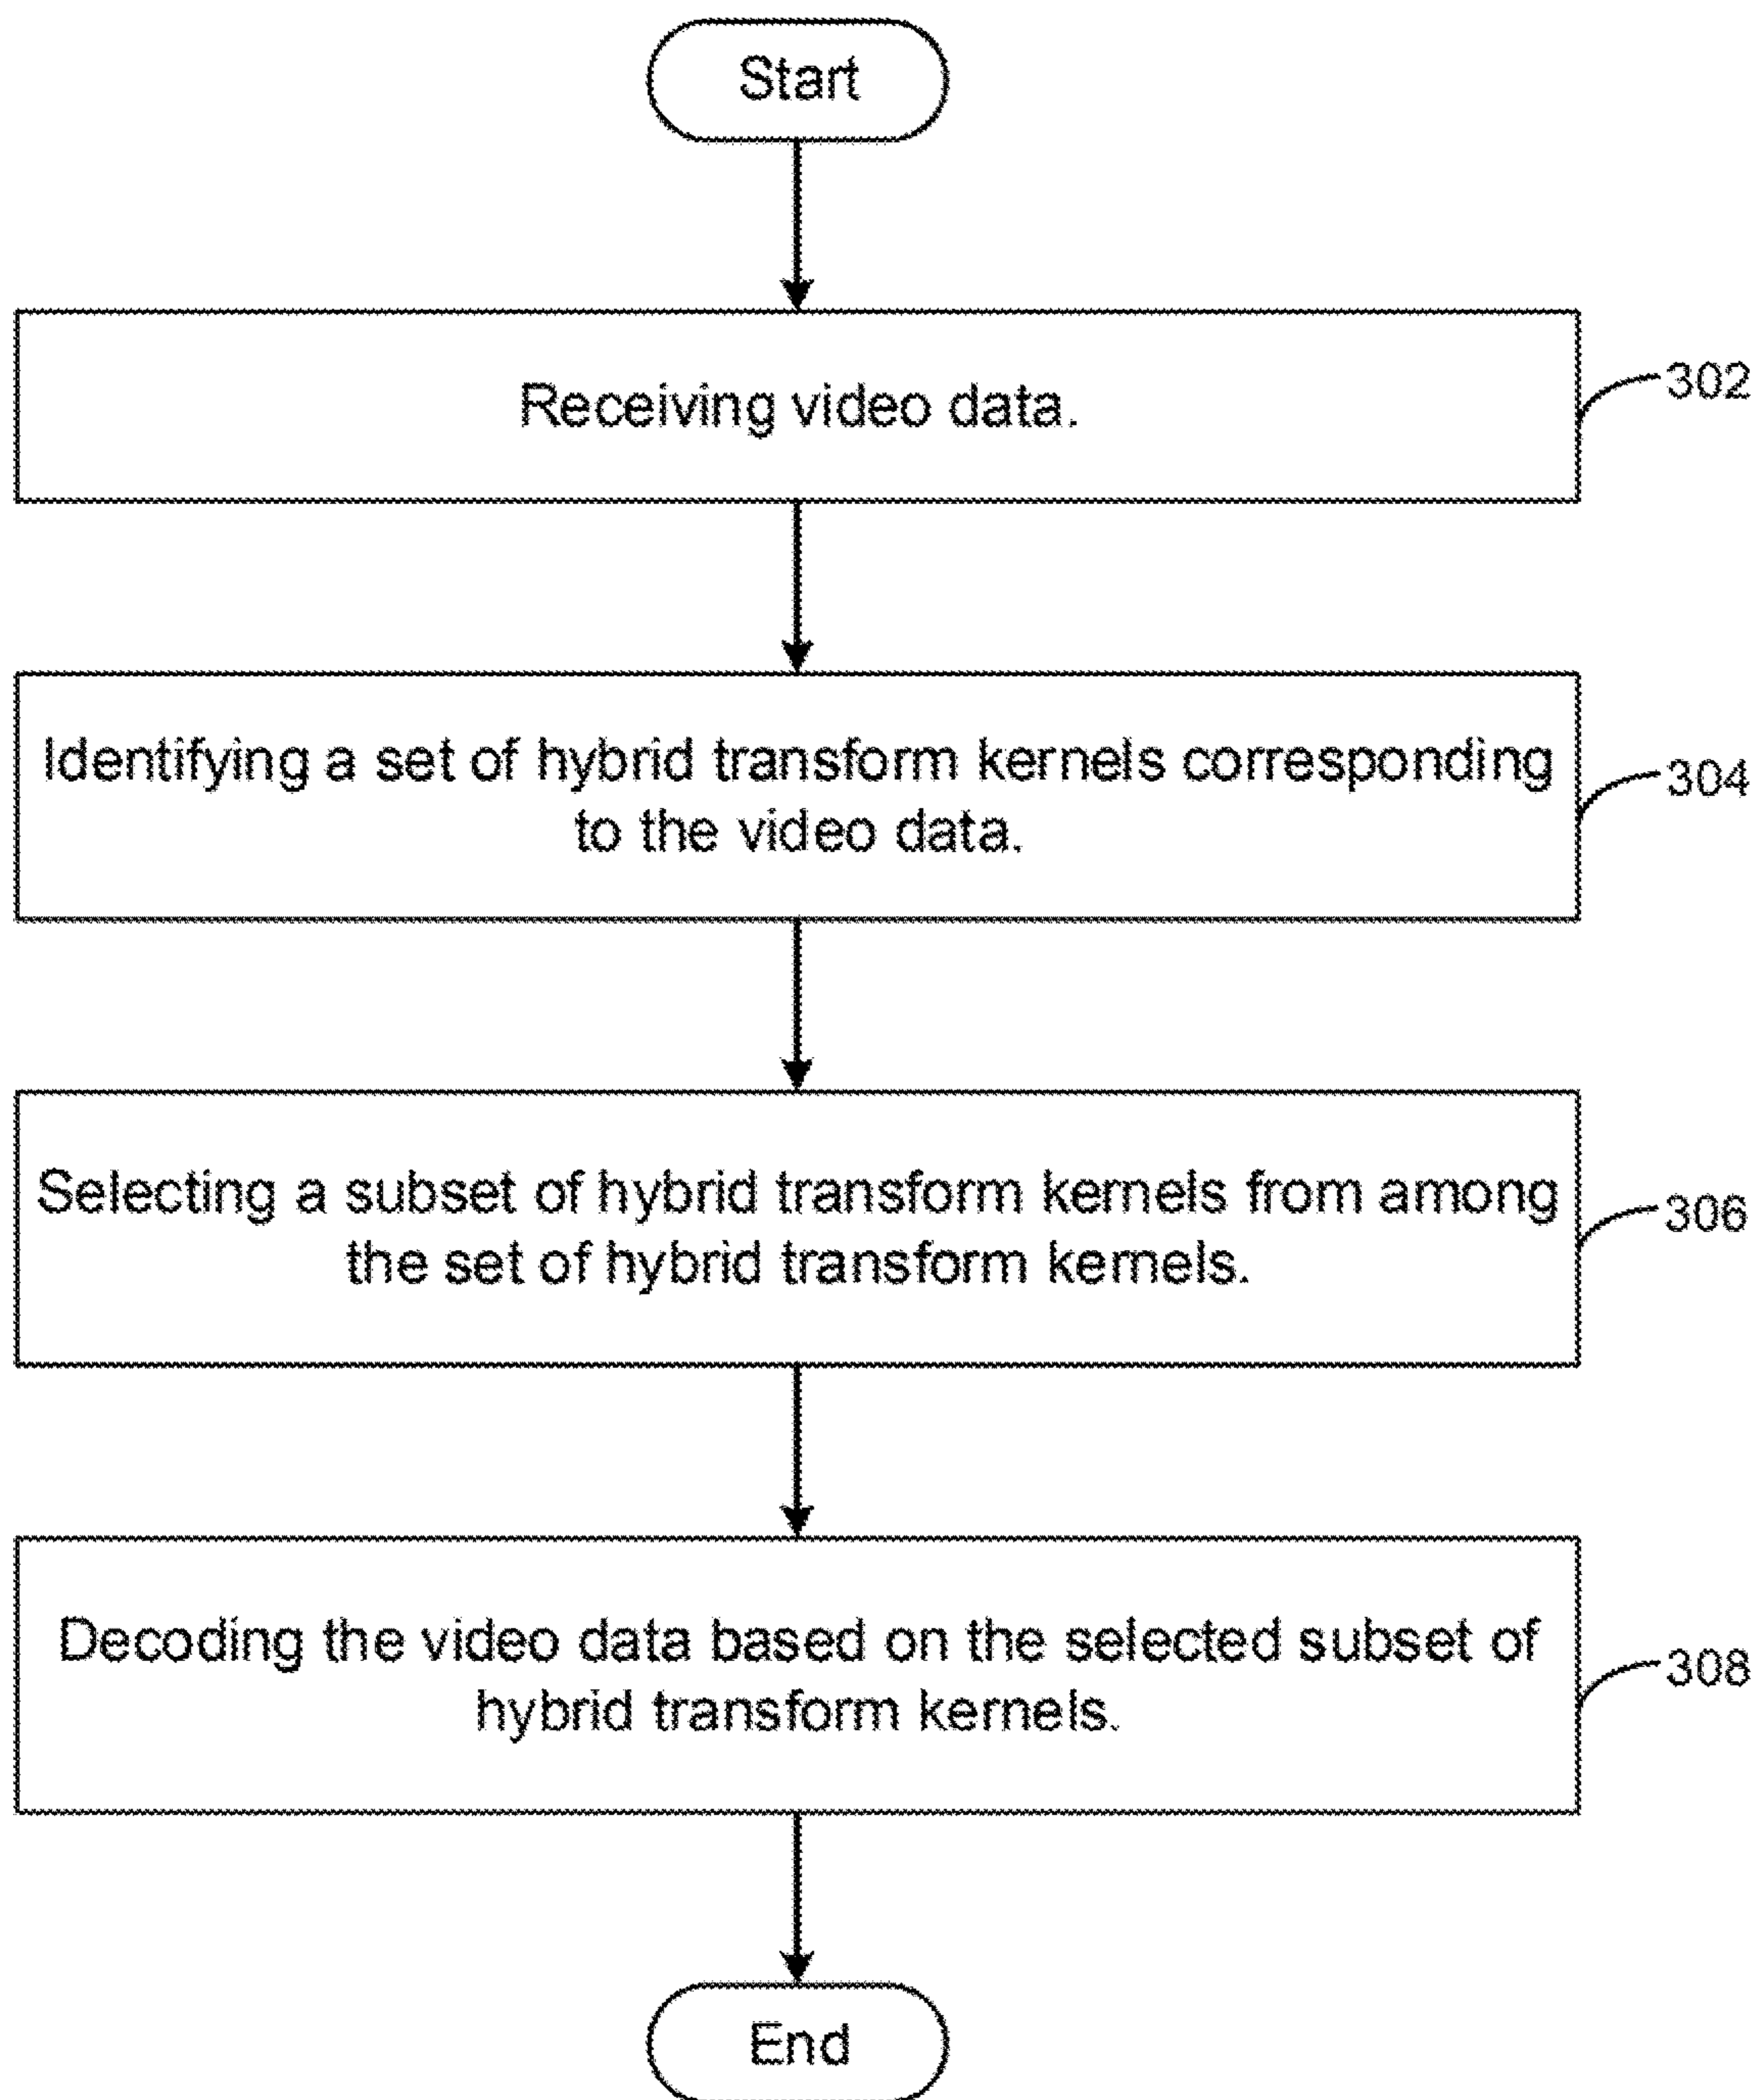 Start
Receiving video data.
302
Identifying a set of hybrid transform kernels corresponding
to the video data.
304
Selecting a subset of hybrid transform kernels from among
the set of hybrid transform kernels.
306
Decoding the video data based on the selected subset of
hybrid transform kernels.
308
End